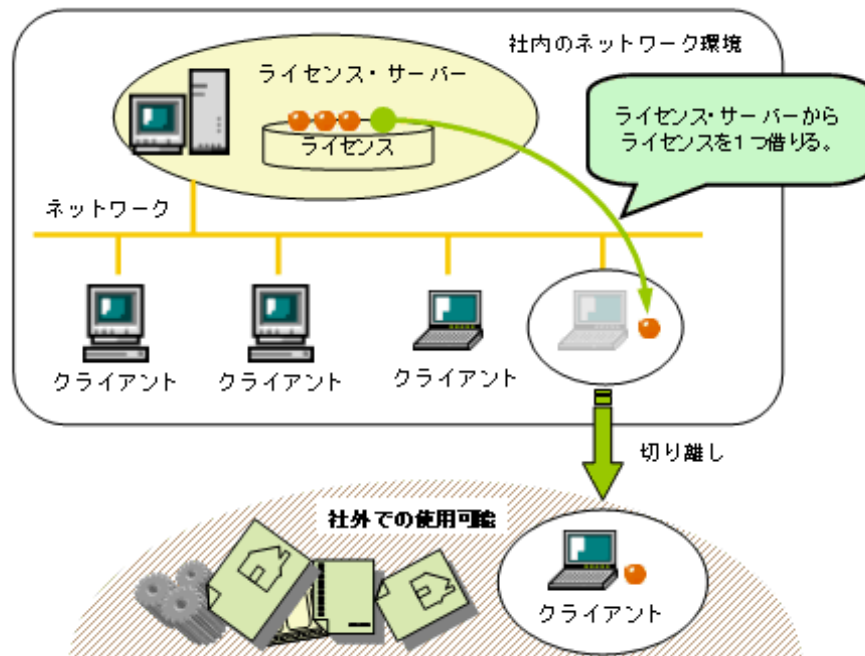 社内のネットワーク環境
ライセンス・サーバー
ライセンス
ライセンス・サーバーから
ライセンスを1つ借りる。
ネットワーク
クライアント
クライアント
クライアント
切り離し
社外での使用可能
クライアント